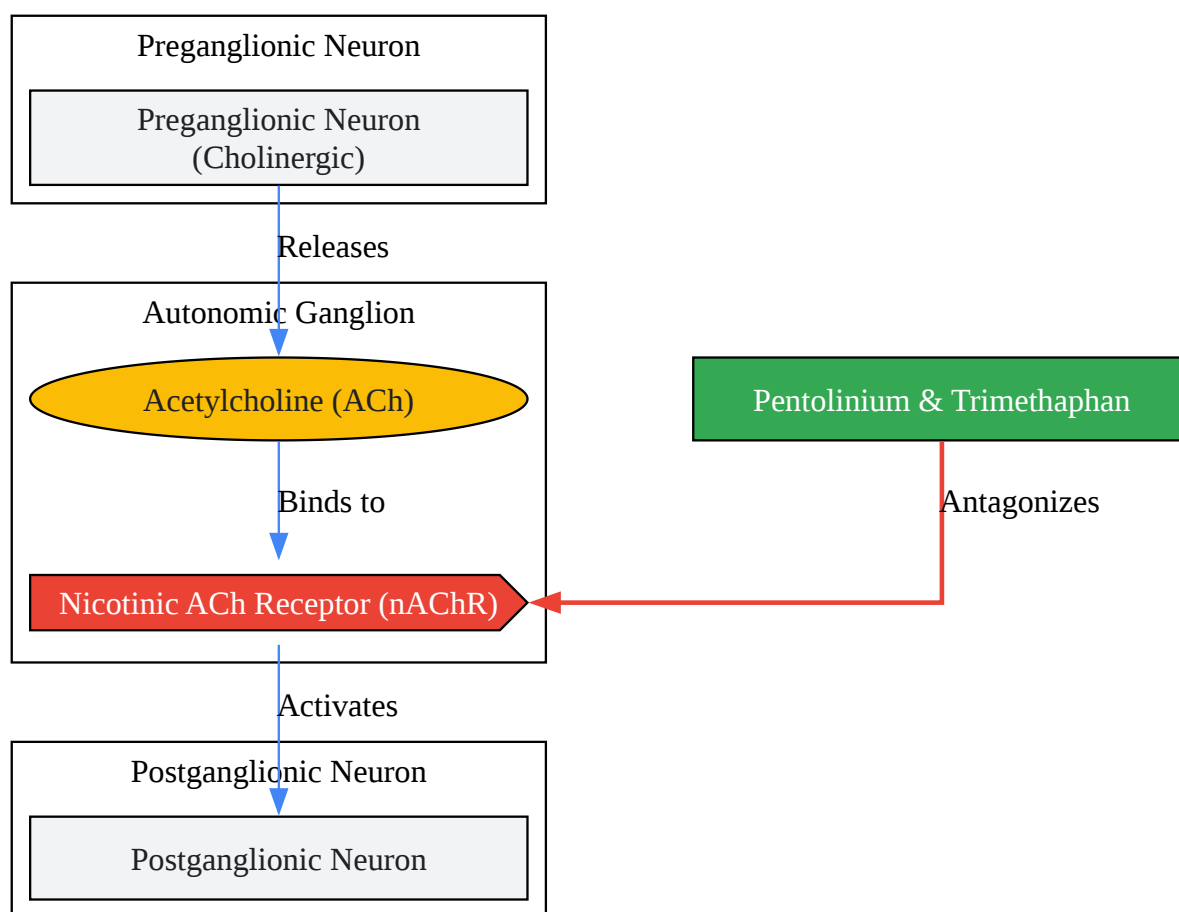 Preganglionic Neuron
Preganglionic Neuron
(Cholinergic)
Releases
Autonomic Ganglion
Acetylcholine (ACh)
Pentolinium & Trimethaphan
Binds to
Antagonizes
Nicotinic ACh Receptor (nAChR)
Activates
Postganglionic Neuron
Postganglionic Neuron